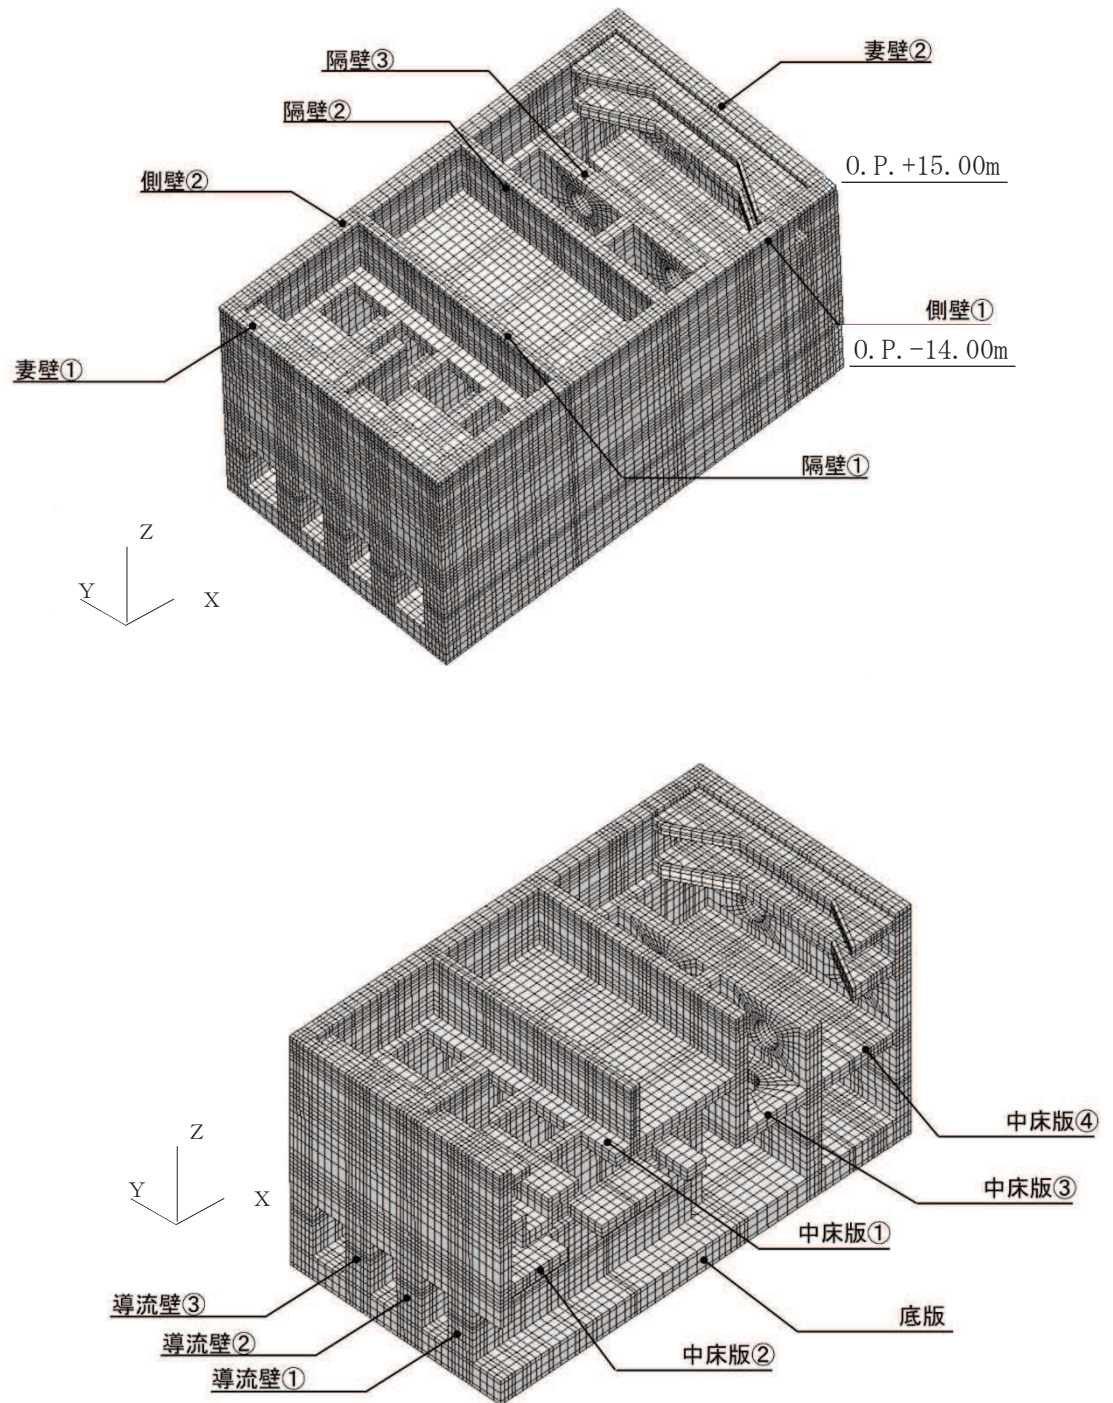 隔壁③
妻壁②
隔壁②
O.P.+15.00m
側壁②
側壁①
O.P.-14.00m
妻壁①
隔壁①
Z
Y
X
中床版④
中床版③
Z
Y
X
中床版①
導流壁③
底版
導流壁②
中床版②
導流壁①